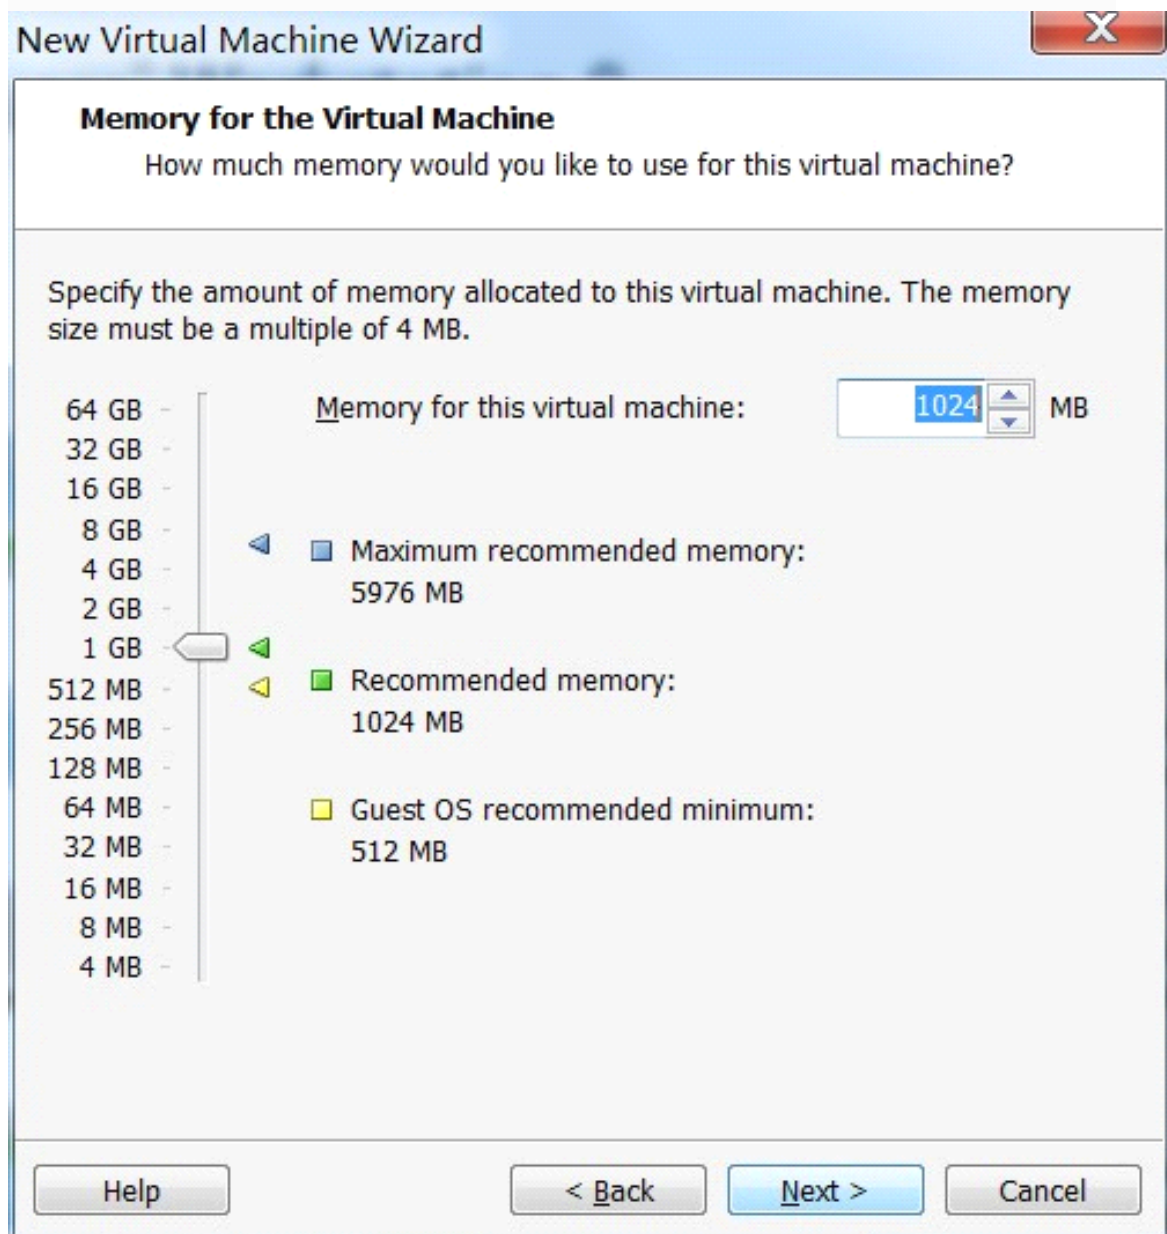 New Virtual Machine Wizard
X
Memory for the Virtual Machine
How much memory would you like to use for this virtual machine?
Specify the amount of memory allocated to this virtual machine. The memory
size must be a multiple of 4 MB.
64 GB
Memory for this virtual machine: 1024 MB
32 GB
16 GB
8 GB
Maximum recommended memory:
4 GB
5976 MB
2 GB
1 GB
Recommended memory:
512 MB
1024 MB
256 MB
128 MB
64 MB
Guest OS recommended minimum:
32 MB
512 MB
16 MB
8 MB
4 MB
Help < Back Next > Cancel